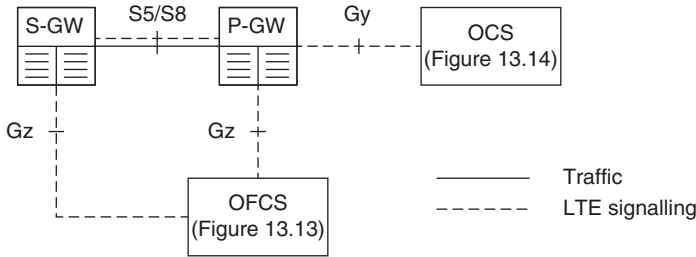 S5/S8
Gy
S-GW
P-GW
OCS
(Figure 13.14)
Gz
Gz
OFCS
(Figure 13.13)
Traffic
LTE signalling